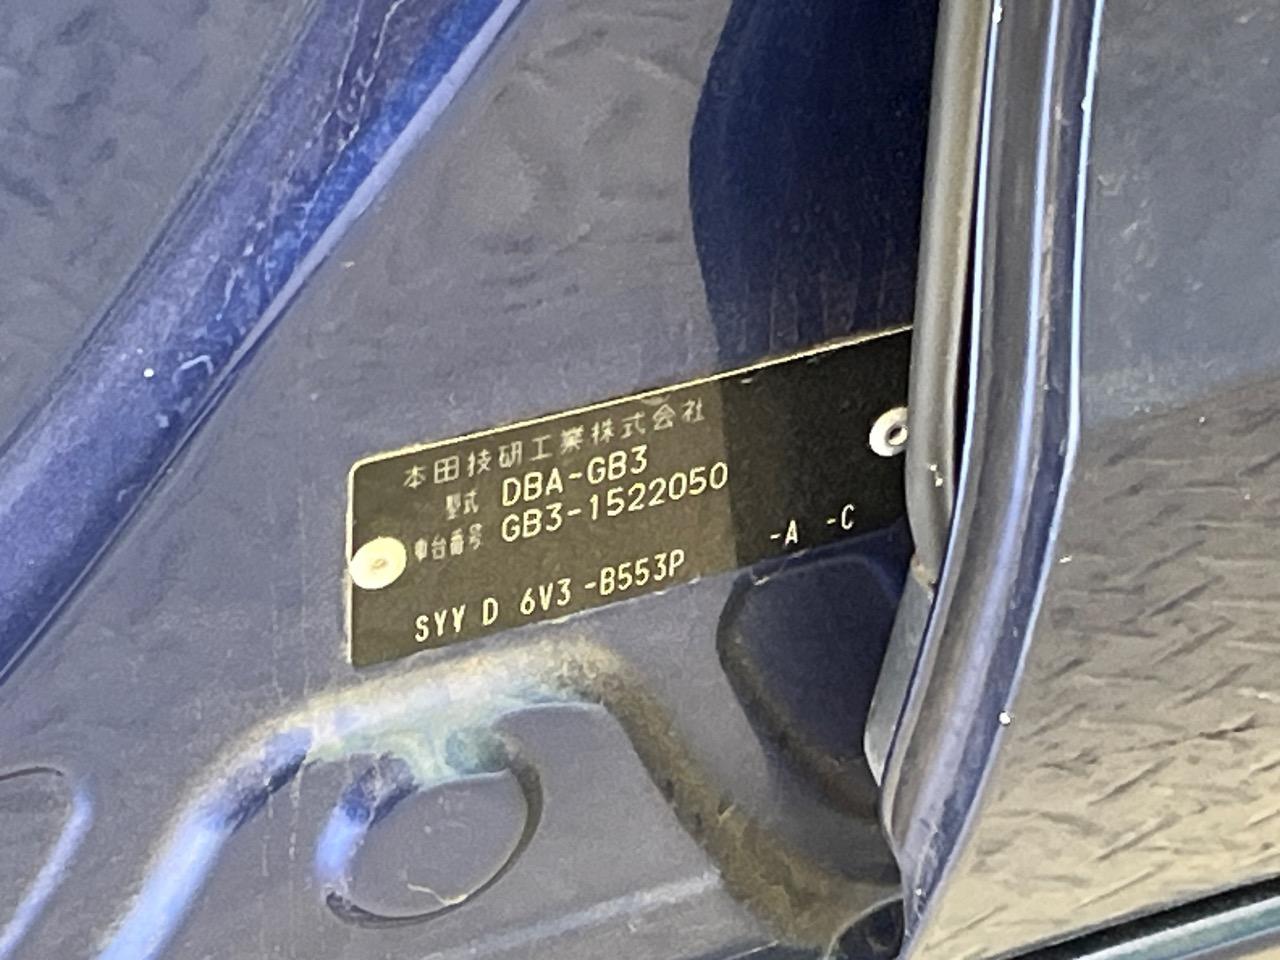 本田技研工業株式会社
型式 DBA-GB3
車台番号 GB3-1522050
SYY D 6V3 -B553P -A -C